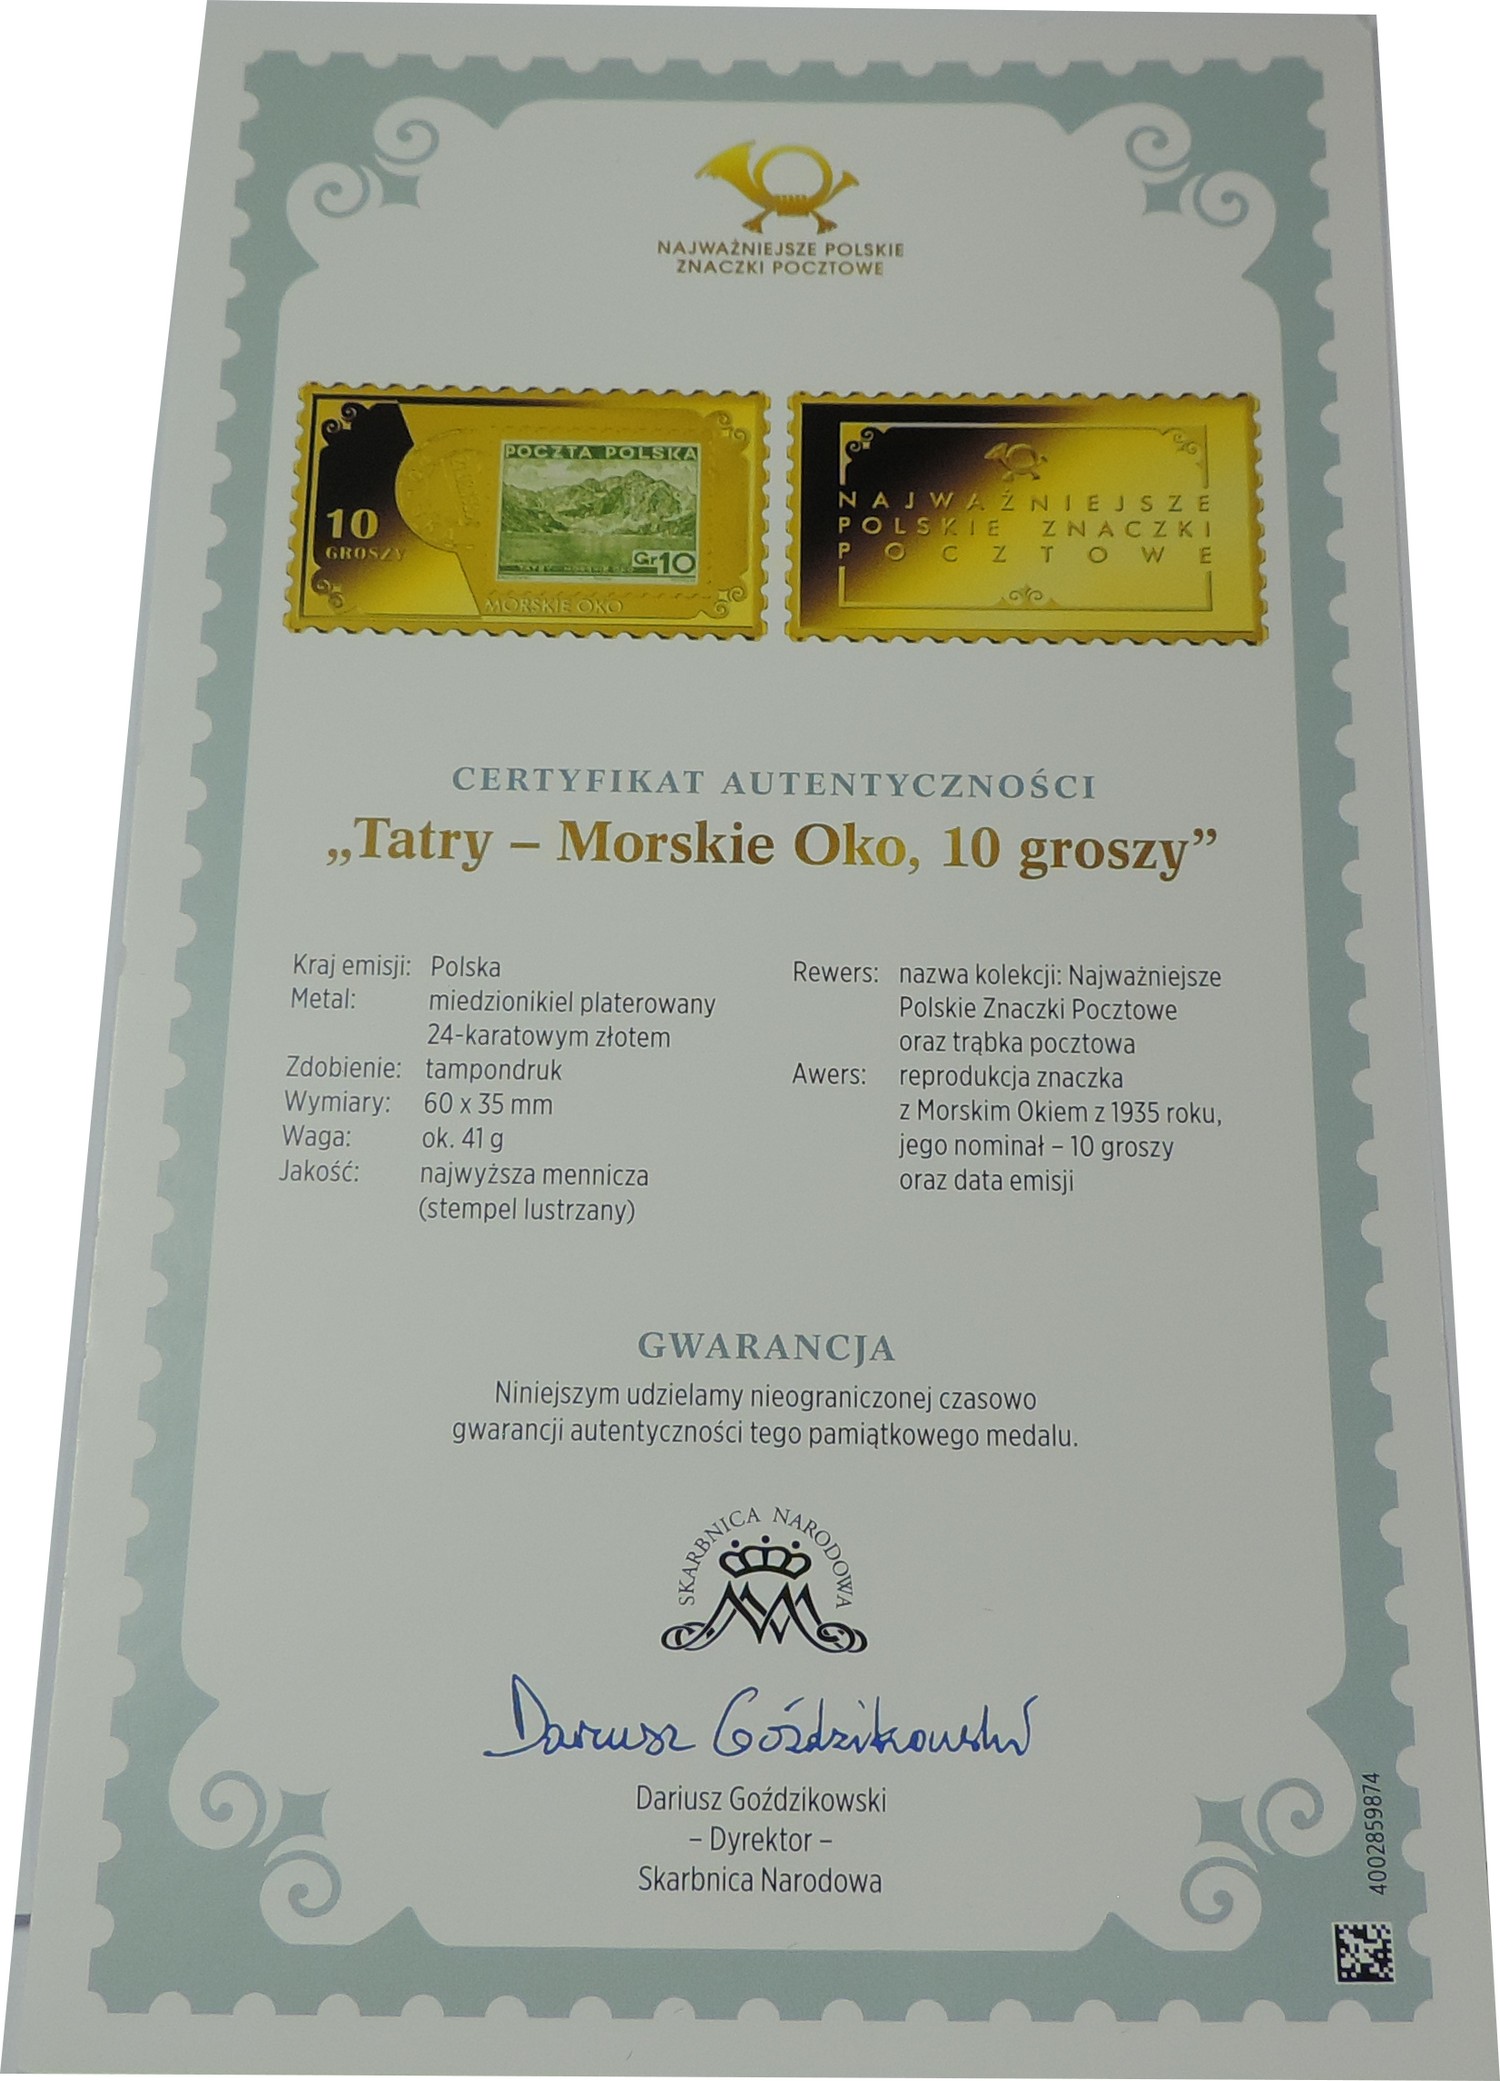 NAJWAŻNIEJSZE POLSKIE
ZNACZKI POCZTOWE
10
GROSZY
POCZTA POLSKA
Gr10
MORSKIE OKO
NAJWAŻNIEJSZE
POLSKIE ZNACZKI
POCZTOWE
CERTYFIKAT AUTENTYCZNOŚCI
„Tatry – Morskie Oko, 10 groszy”
Kraj emisji: Polska
Metal: miedzionikiel platerowany
24-karatowym złotem
Zdobienie: tampondruk
Wymiary: 60 x 35 mm
Waga: ok. 41 g
Jakość: najwyższa mennicza
(stempel lustrzany)
Rewers: nazwa kolekcji: Najważniejsze
Polskie Znaczki Pocztowe
oraz trąbka pocztowa
Awers: reprodukcja znaczka
z Morskim Okiem z 1935 roku,
jego nominał – 10 groszy
oraz data emisji
GWARANCJA
Niniejszym udzielamy nieograniczonej czasowo
gwarancji autentyczności tego pamiątkowego medalu.
SKARBNICA NARODOWA
Dariusz Goździkowski
Dariusz Goździkowski
– Dyrektor –
Skarbnica Narodowa
4002859874